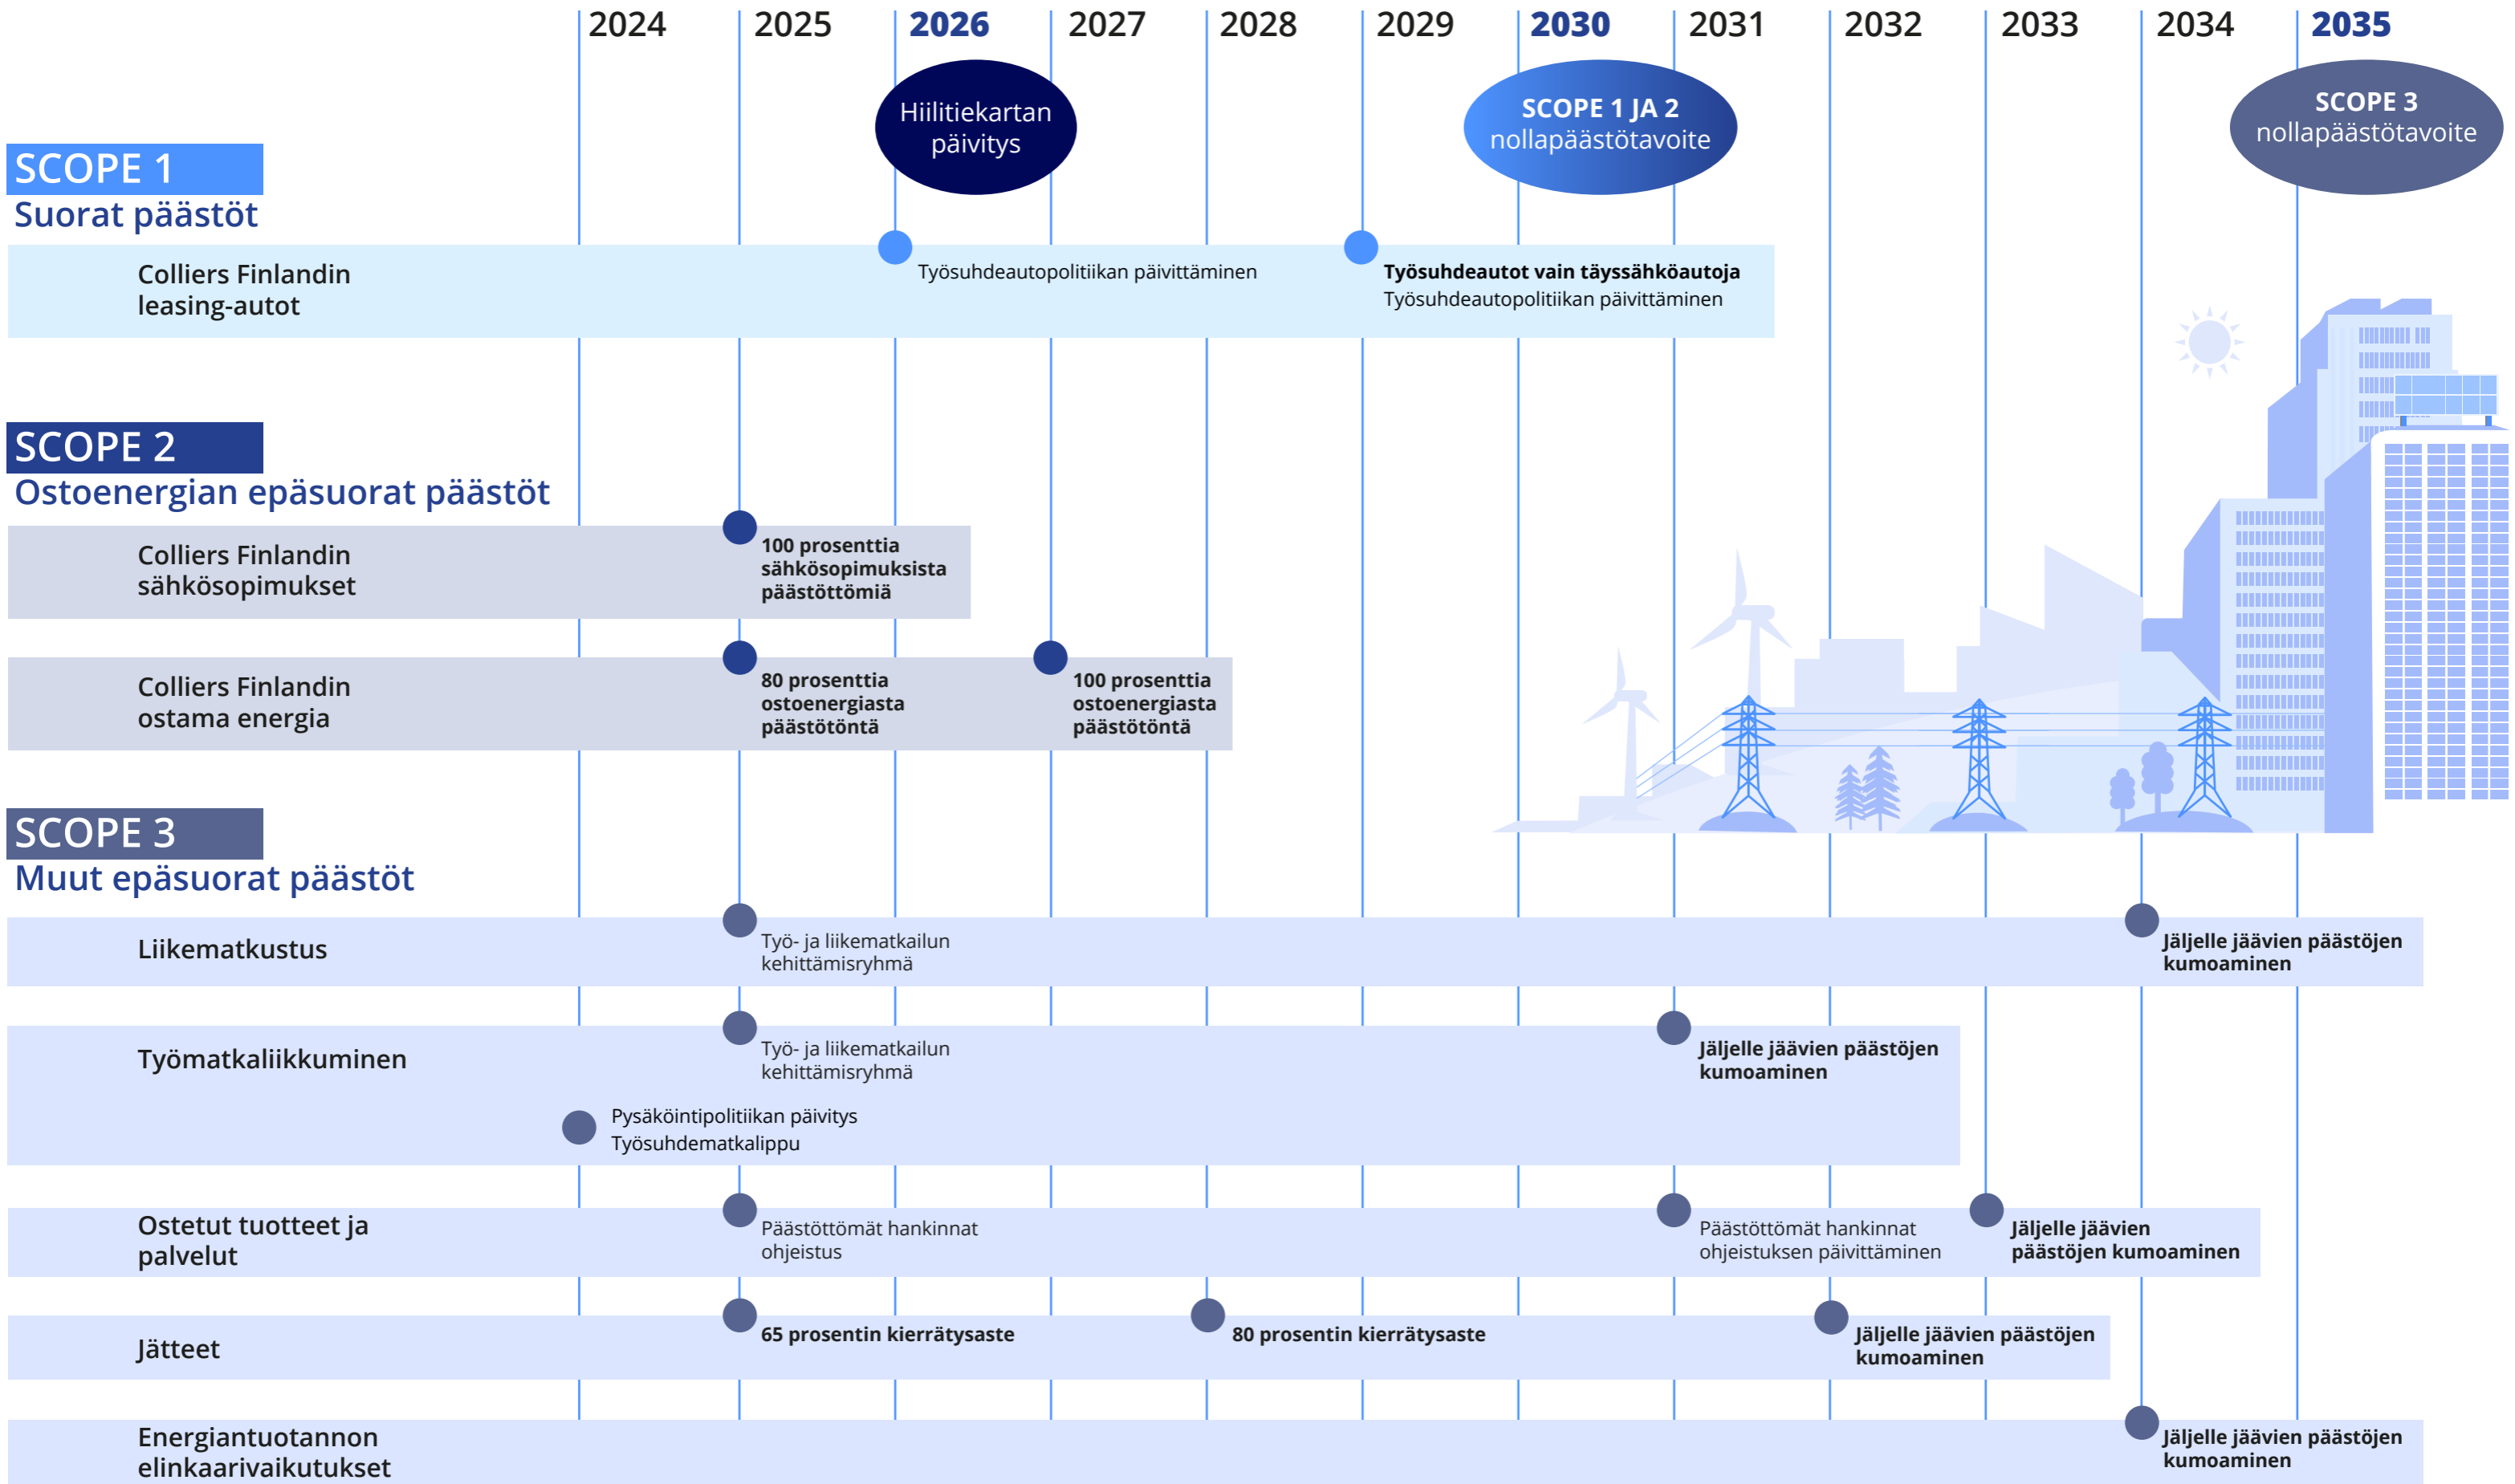 2024 2025 2026 2027 2028 2029 2030 2031 2032 2033 2034 2035
Hiilitiekartan
päivitys
SCOPE 1 JA 2
nollapäästötavoite
SCOPE 3
nollapäästötavoite
SCOPE 1
Suorat päästöt
Colliers Finlandin
leasing-autot
Työsuhdeautopolitiikan päivittäminen
Työsuhdeautot vain täyssähköautoja
Työsuhdeautopolitiikan päivittäminen
SCOPE 2
Ostoenergian epäsuorat päästöt
Colliers Finlandin
sähkösopimukset
100 prosenttia
sähkösopimuksista
päästöttömiä
Colliers Finlandin
ostama energia
80 prosenttia
ostoenergiasta
päästötöntä
100 prosenttia
ostoenergiasta
päästötöntä
SCOPE 3
Muut epäsuorat päästöt
Liikematkustus
Työ- ja liikematkailun
kehittämisryhmä
Jäljelle jäävien päästöjen
kumoaminen
Työmatkaliikkuminen
Työ- ja liikematkailun
kehittämisryhmä
Jäljelle jäävien päästöjen
kumoaminen
Pysäköintipolitiikan päivitys
Työsuhdematkalippu
Ostetut tuotteet ja
palvelut
Päästöttömät hankinnat
ohjeistus
Päästöttömät hankinnat
ohjeistuksen päivittäminen
Jäljelle jäävien
päästöjen kumoaminen
Jätteet
65 prosentin kierrätysaste
80 prosentin kierrätysaste
Jäljelle jäävien päästöjen
kumoaminen
Energiantuotannon
elinkaarivaikutukset
Jäljelle jäävien päästöjen
kumoaminen